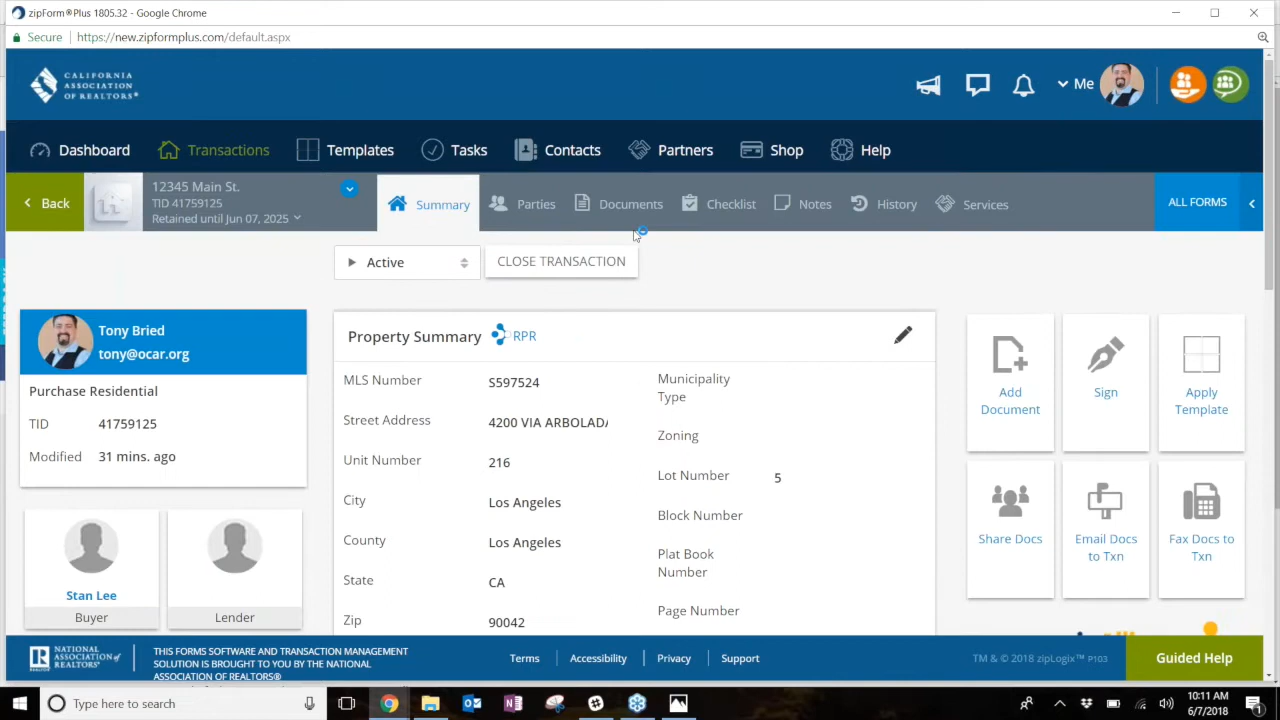 zipForm®Plus 1805.32 - Google Chrome
Secure | https://new.zipformplus.com/default.aspx
CALIFORNIA
ASSOCIATION
OF REALTORS®
Me
Dashboard Transactions Templates Tasks Contacts Partners Shop Help
Back
12345 Main St.
TID 41759125
Retained until Jun 07, 2025
Summary Parties Documents Checklist Notes History Services
ALL FORMS
Active
CLOSE TRANSACTION
Tony Bried
tony@ocar.org
Purchase Residential
TID 41759125
Modified 31 mins. ago
Stan Lee
Buyer
Lender
Property Summary RPR
MLS Number S597524
Street Address 4200 VIA ARBOLADA
Unit Number 216
City Los Angeles
County Los Angeles
State CA
Zip 90042
Municipality
Type
Zoning
Lot Number 5
Block Number
Plat Book
Number
Page Number
Add
Document
Sign
Apply
Template
Share Docs
Email Docs
to Txn
Fax Docs to
Txn
NATIONAL
ASSOCIATION of
REALTORS®
THIS FORMS SOFTWARE AND TRANSACTION MANAGEMENT
SOLUTION IS BROUGHT TO YOU BY THE NATIONAL
ASSOCIATION OF REALTORS®
Terms | Accessibility | Privacy | Support
TM & © 2018 zipLogix™ P103
Guided Help
Type here to search
10:11 AM
6/7/2018
1